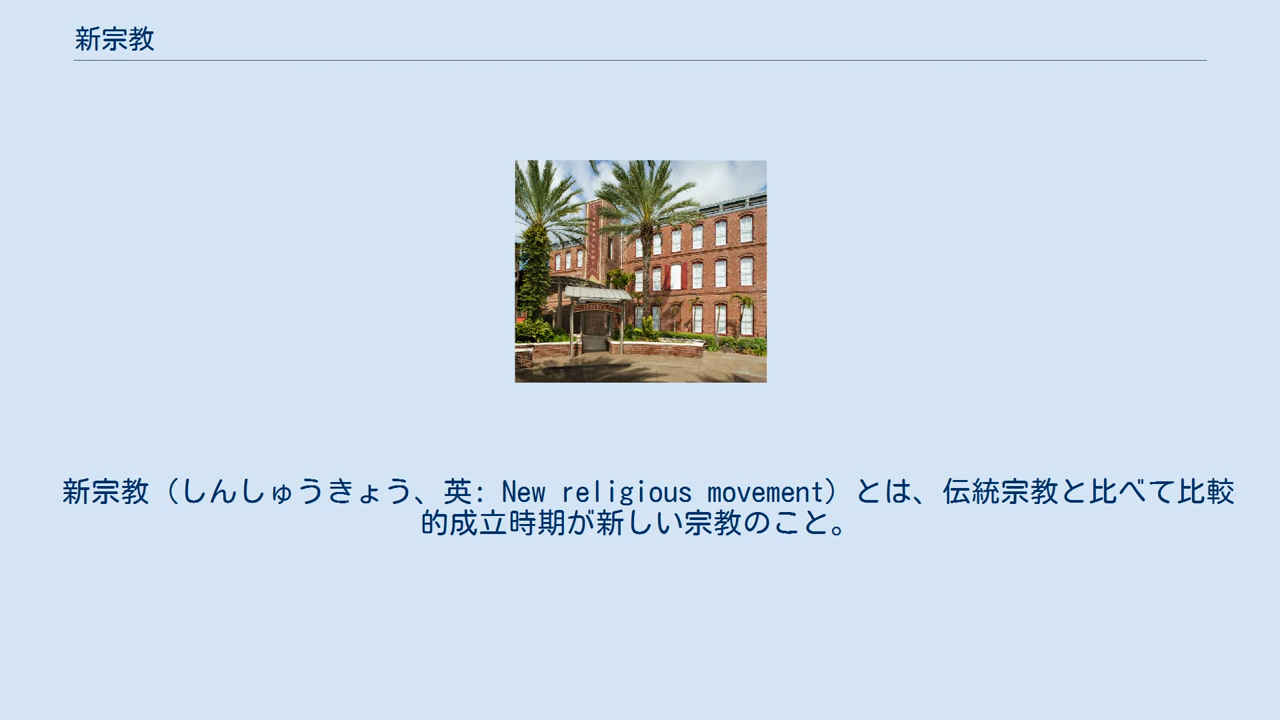 新宗教
新宗教（しんしゅうきょう、英: New religious movement）とは、伝統宗教と比べて比較
的成立時期が新しい宗教のこと。